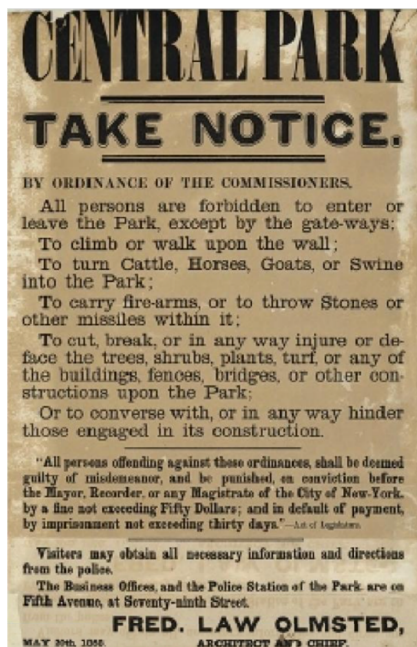 CENTRAL PARK
TAKE NOTICE.
BY ORDINANCE OF THE COMMISSIONERS.
All persons are forbidden to enter or
leave the Park, except by the gate-ways;
To climb or walk upon the wall;
To turn Cattle, Horses, Goats, or Swine
into the Park;
To carry fire-arms, or to throw Stones or
other missiles within it;
To cut, break, or in any way injure or de-
face the trees, shrubs, plants, turf, or any of
the buildings, fences, bridges, or other con-
structions upon the Park;
Or to converse with, or in any way hinder
those engaged in its construction.
"All persons offending against these ordinances, shall be deemed
guilty of misdemeanor, and be punished, on conviction before
the Mayor, Recorder, or any Magistrate of the City of New-York,
by a fine not exceeding Fifty Dollars; and in default of payment,
by imprisonment not exceeding thirty days."—Act of Legislature.
Visitors may obtain all necessary information and directions
from the police.
The Business Offices, and the Police Station of the Park are on
Fifth Avenue, at Seventy-ninth Street.
FRED. LAW OLMSTED,
MAY
ARCHITECT AND CHIEF.